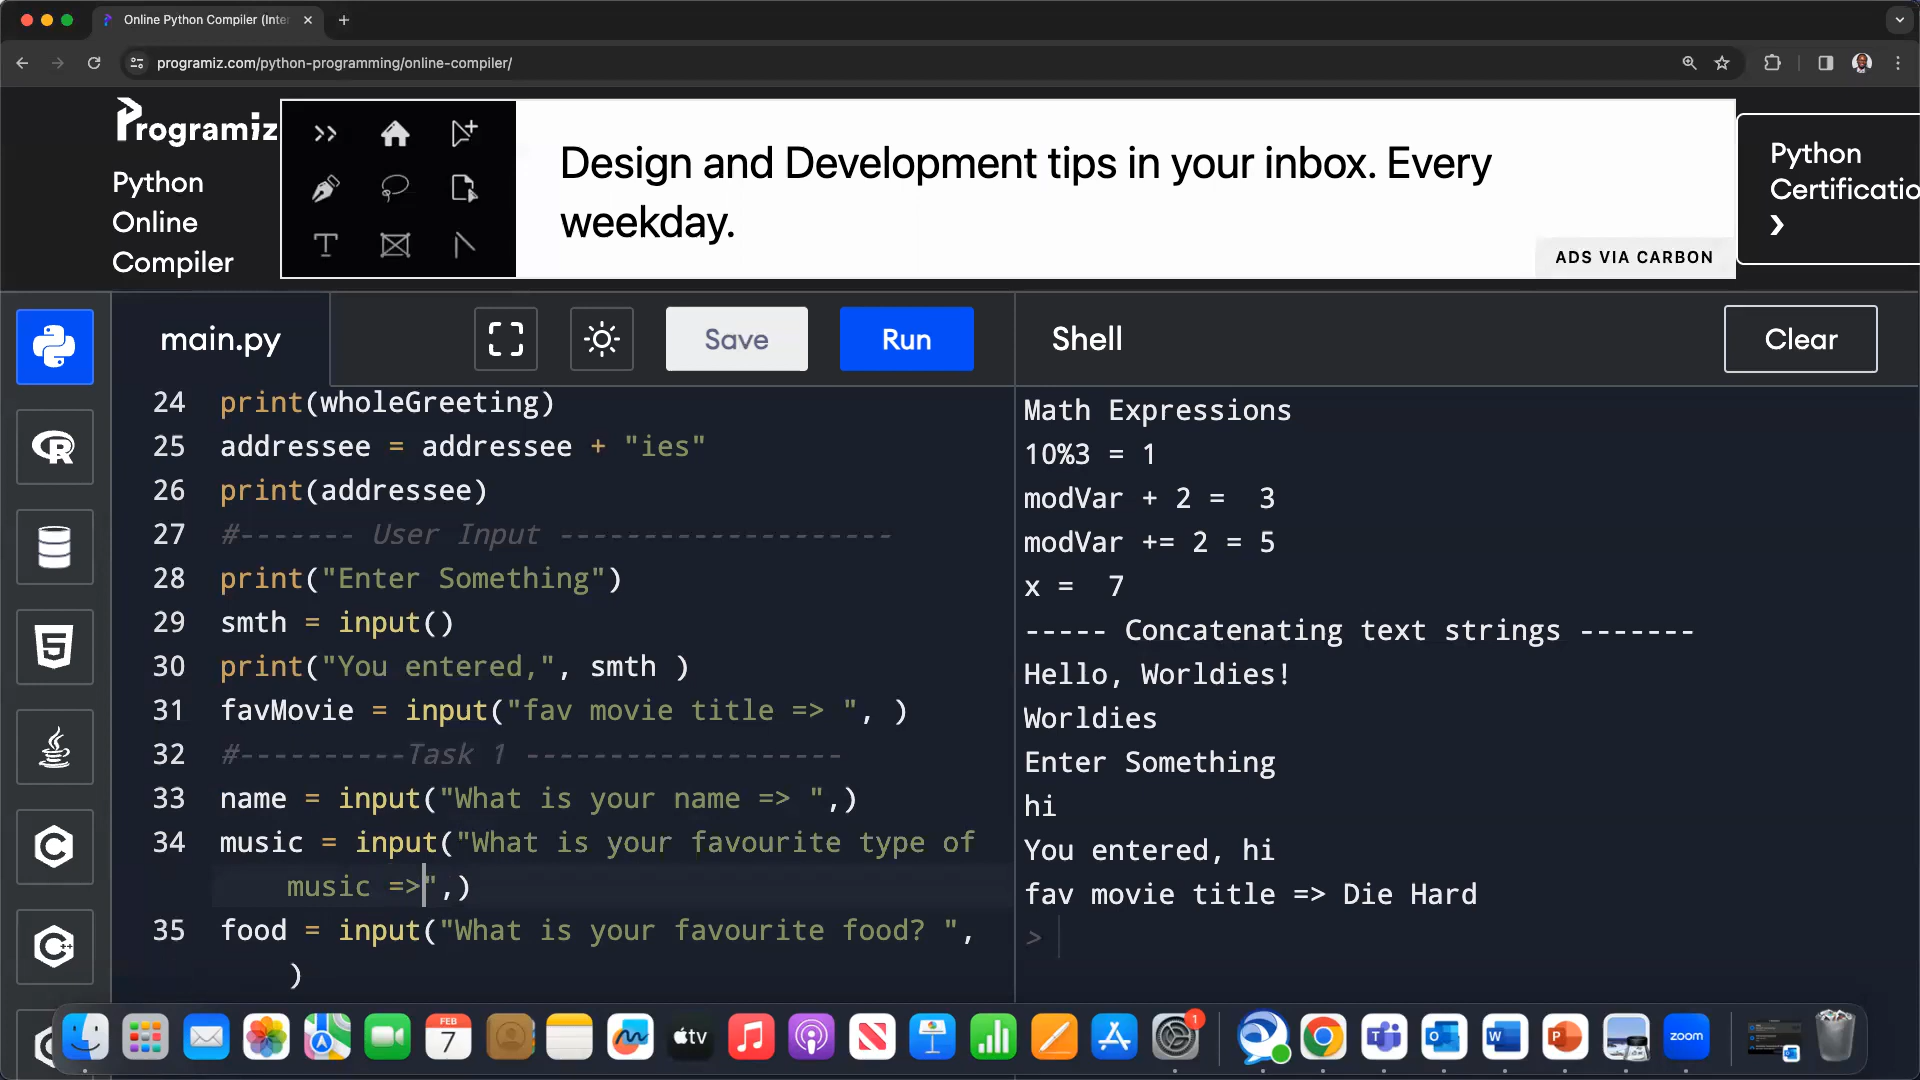 Online Python Compiler (Inter
programiz.com/python-programming/online-compiler/
Programiz
Python
Online
Compiler
Design and Development tips in your inbox. Every
weekday.
ADS VIA CARBON
Python
Certificatio
main.py
Save
Run
Shell
Clear
24 print(wholeGreeting)
25 addressee = addressee + "ies"
26 print(addressee)
27 #------- User Input --------------------
28 print("Enter Something")
29 smth = input()
30 print("You entered,", smth )
31 favMovie = input("fav movie title => ", )
32 #----------Task 1 -------------------
33 name = input("What is your name => ",)
34 music = input("What is your favourite type of
music =>",)
35 food = input("What is your favourite food? ",
)
Math Expressions
10%3 = 1
modVar + 2 =  3
modVar += 2 = 5
x =  7
----- Concatenating text strings -------
Hello, Worldies!
Worldies
Enter Something
hi
You entered, hi
fav movie title => Die Hard
>
FEB
7
tv
1
zoom